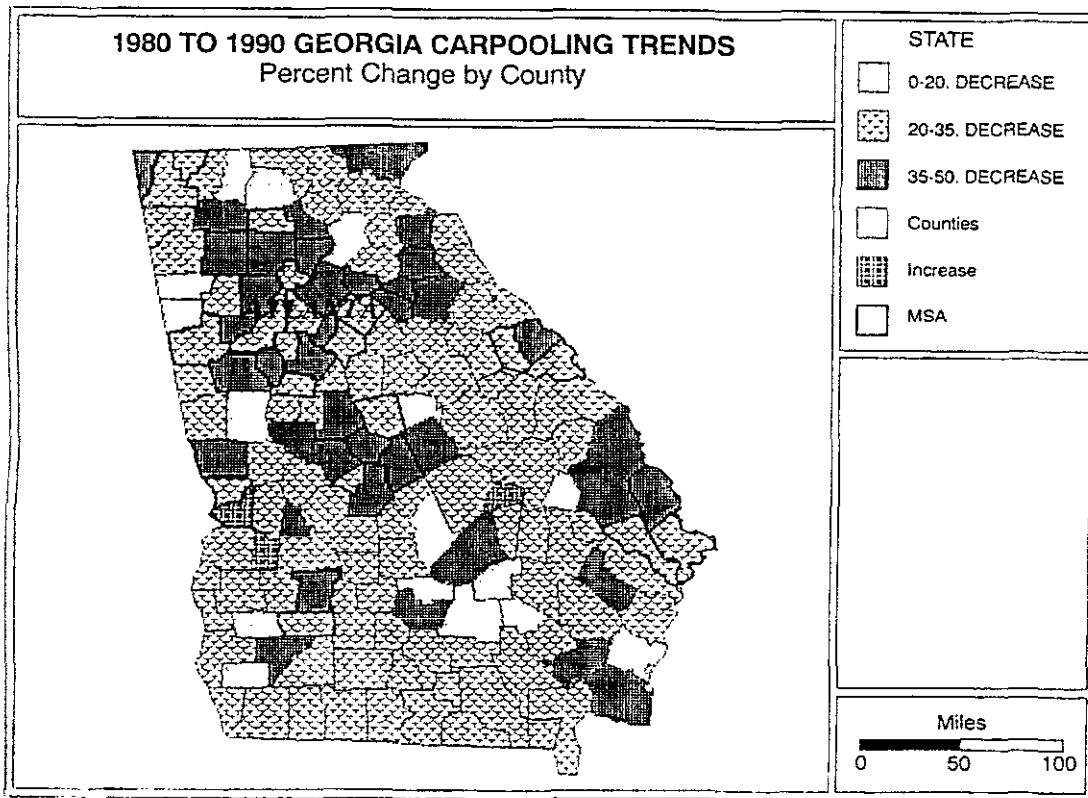 1980 TO 1990 GEORGIA CARPOOLING TRENDS
Percent Change by County
STATE
0-20. DECREASE
20-35. DECREASE
35-50. DECREASE
Counties
Increase
MSA
Miles
0 50 100